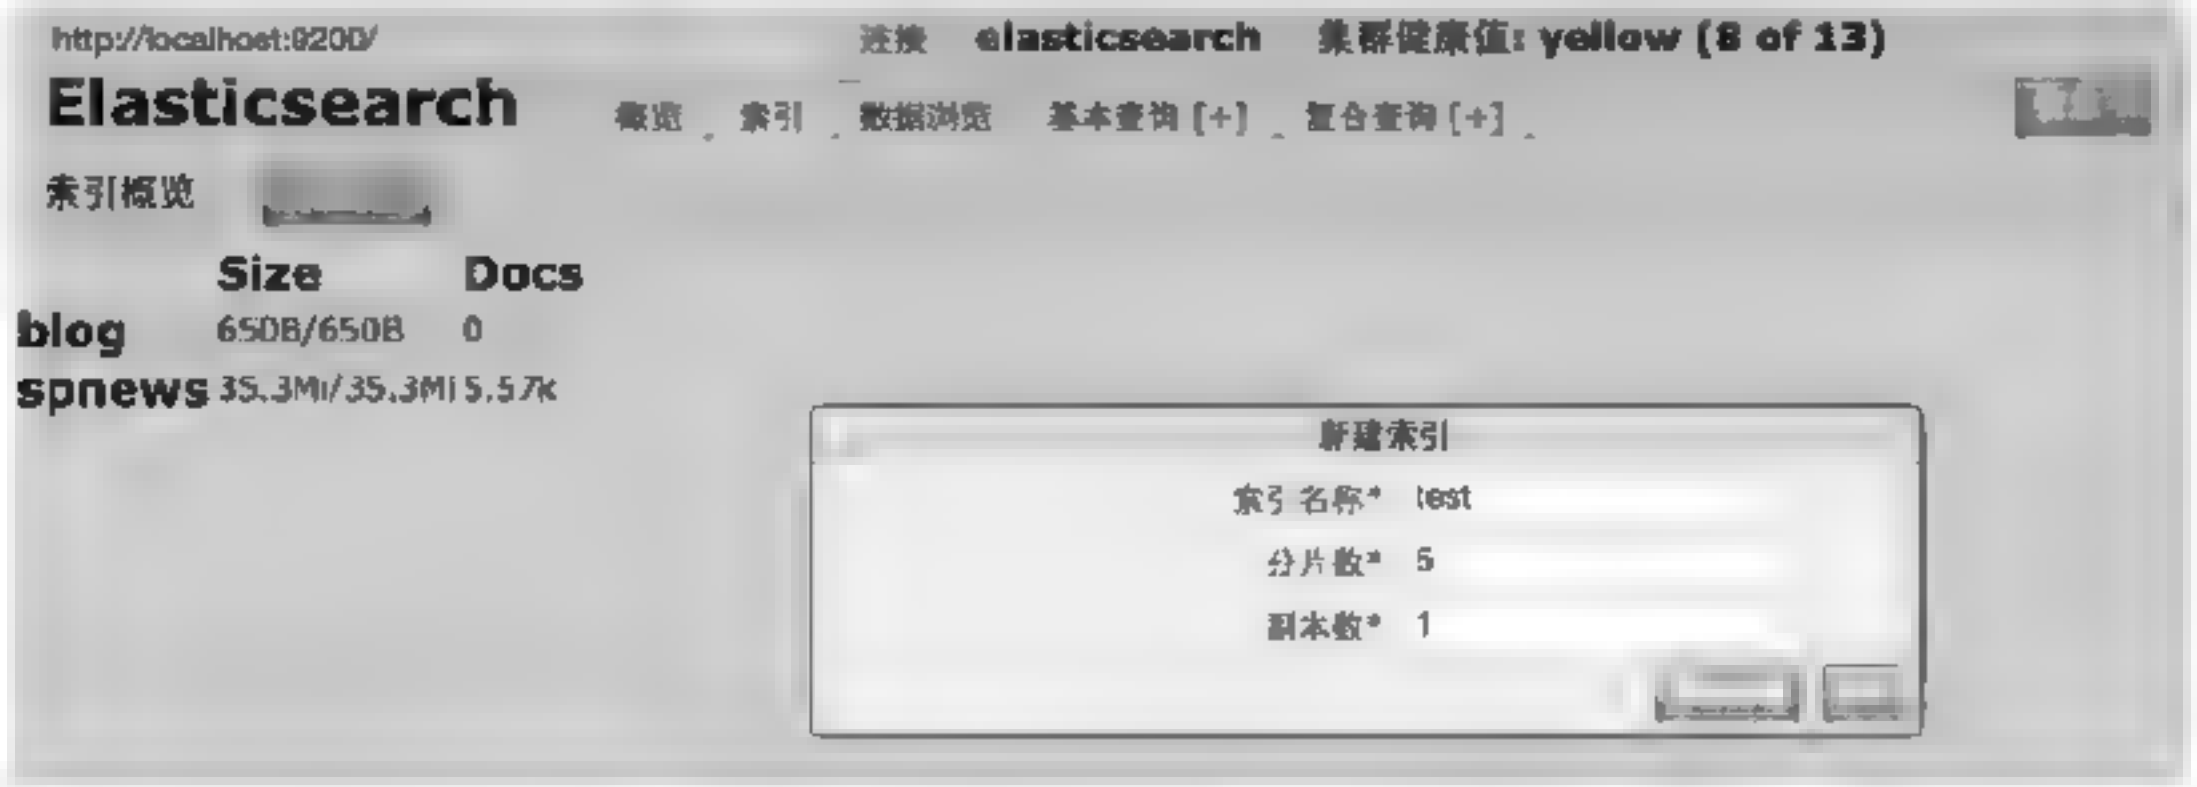 http://localhost:9200/ 连接 elasticsearch 集群健康值: yellow (8 of 13)
Elasticsearch 概览 索引 数据浏览 基本查询 [+] 复合查询 [+]
索引概览
Size Docs
blog 650B/650B 0
spnews 35.3Mi/35.3Mi 5.57k
新建索引
索引名称* test
分片数* 5
副本数* 1